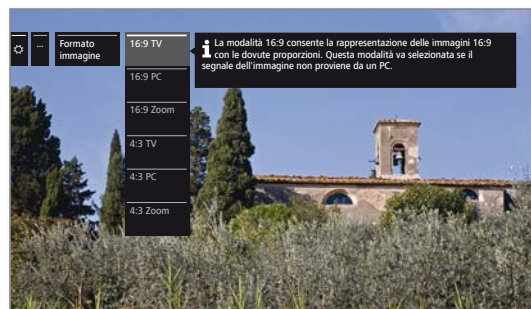 ...
Formato
immagine
16:9 TV
16:9 PC
16:9 Zoom
4:3 TV
4:3 PC
4:3 Zoom
La modalità 16:9 consente la rappresentazione delle immagini 16:9
con le dovute proporzioni. Questa modalità va selezionata se il
segnale dell'immagine non proviene da un PC.